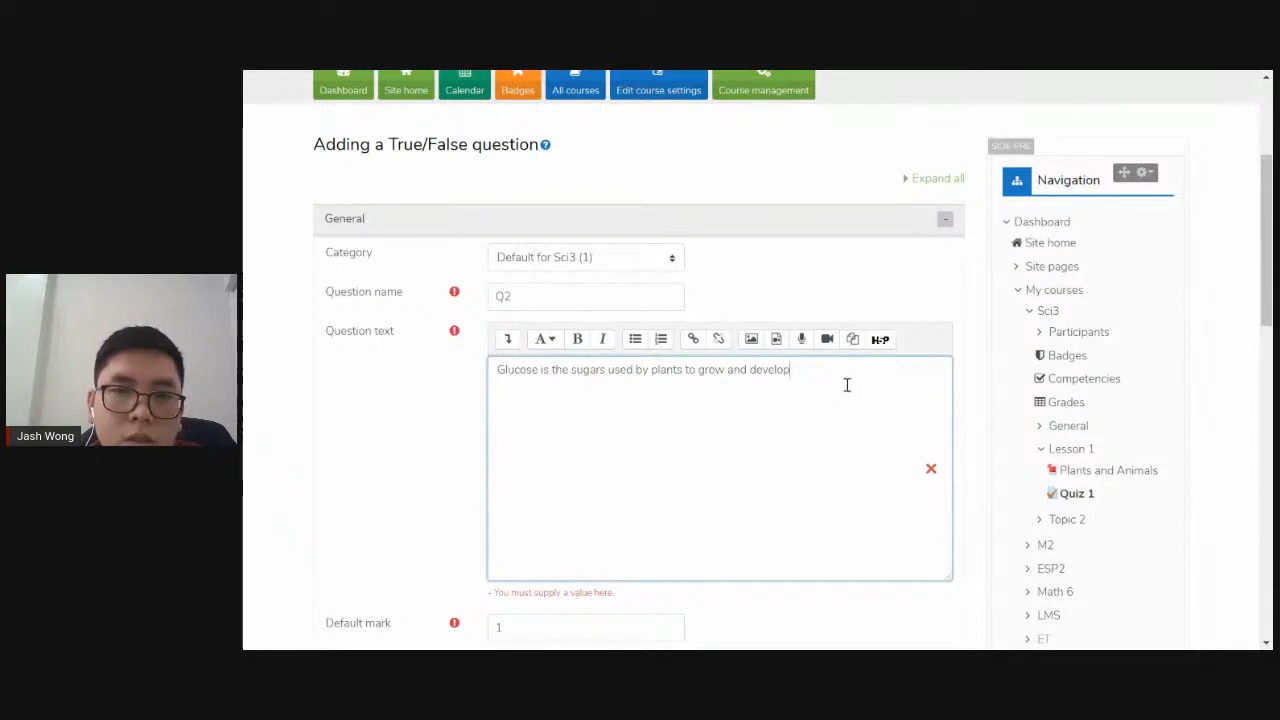 Dashboard
Site home
Calendar
Badges
All courses
Edit course settings
Course management
Adding a True/False question
Expand all
General
Category
Default for Sci3 (1)
Question name
Q2
Question text
A
B
I
H-P
Glucose is the sugars used by plants to grow and develop
- You must supply a value here.
Default mark
1
SIDE-PRE
Navigation
Dashboard
Site home
Site pages
My courses
Sci3
Participants
Badges
Competencies
Grades
General
Lesson 1
Plants and Animals
Quiz 1
Topic 2
M2
ESP2
Math 6
LMS
ET
Jash Wong